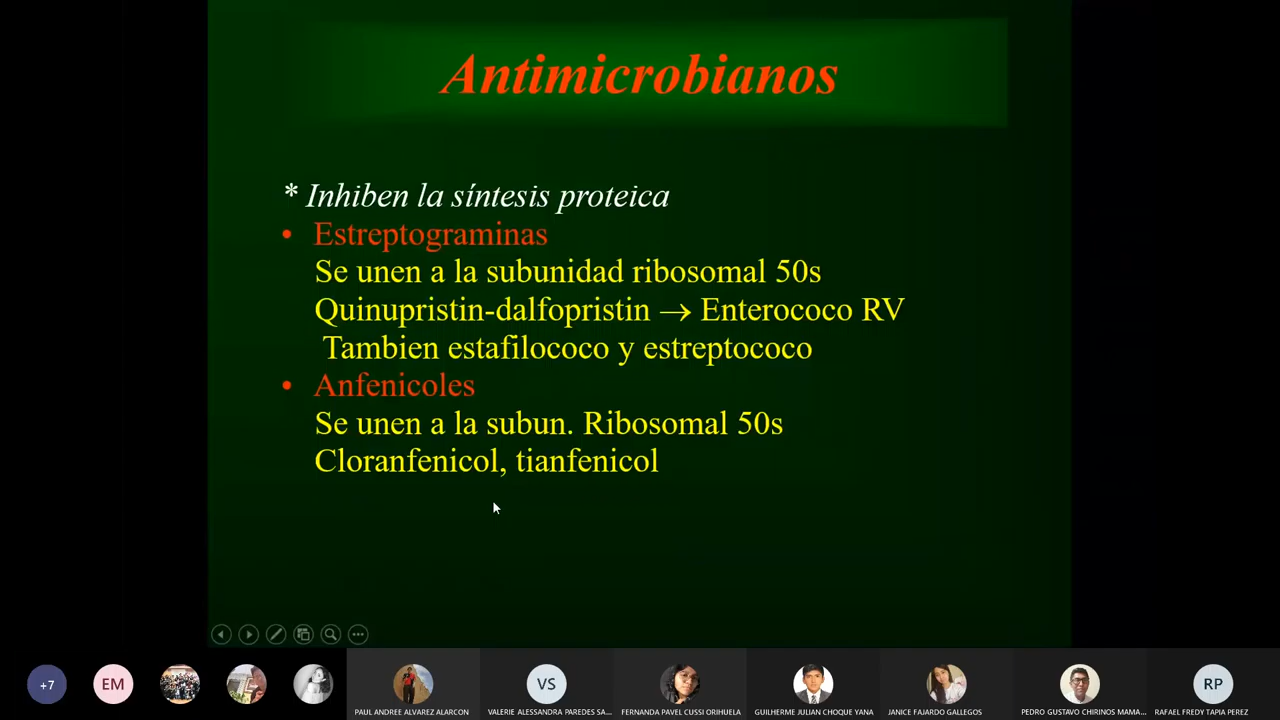 Antimicrobianos
* Inhiben la síntesis proteica
• Estreptograminas
Se unen a la subunidad ribosomal 50s
Quinupristin-dalfopristin → Enterococo RV
Tambien estafilococo y estreptococo
• Anfenicoles
Se unen a la subun. Ribosomal 50s
Cloranfenicol, tianfenicol
+7
EM
VS
RP
PAUL ANDREE ALVAREZ ALARCON
VALERIE ALESSANDRA PAREDES SA...
FERNANDA PAVEL CUSSI ORIHUELA
GUILHERME JULIAN CHOQUE YANA
JANICE FAJARDO GALLEGOS
PEDRO GUSTAVO CHIRINOS MAMA...
RAFAEL FREDY TAPIA PEREZ